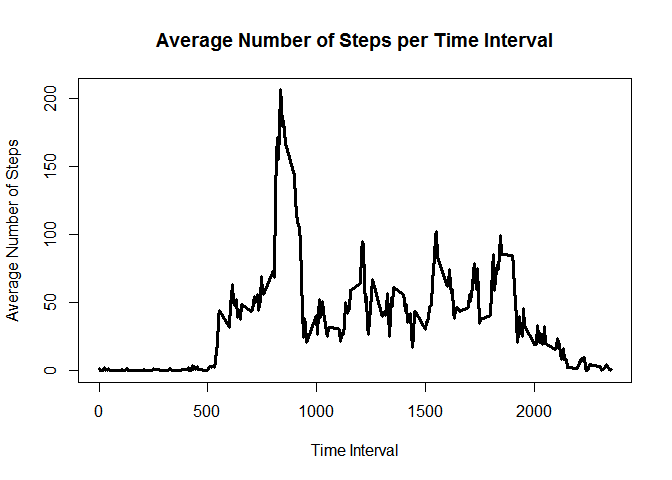 Average Number of Steps per Time Interval
Average Number of Steps
200
150
100
50
0
0 500 1000 1500 2000
Time Interval